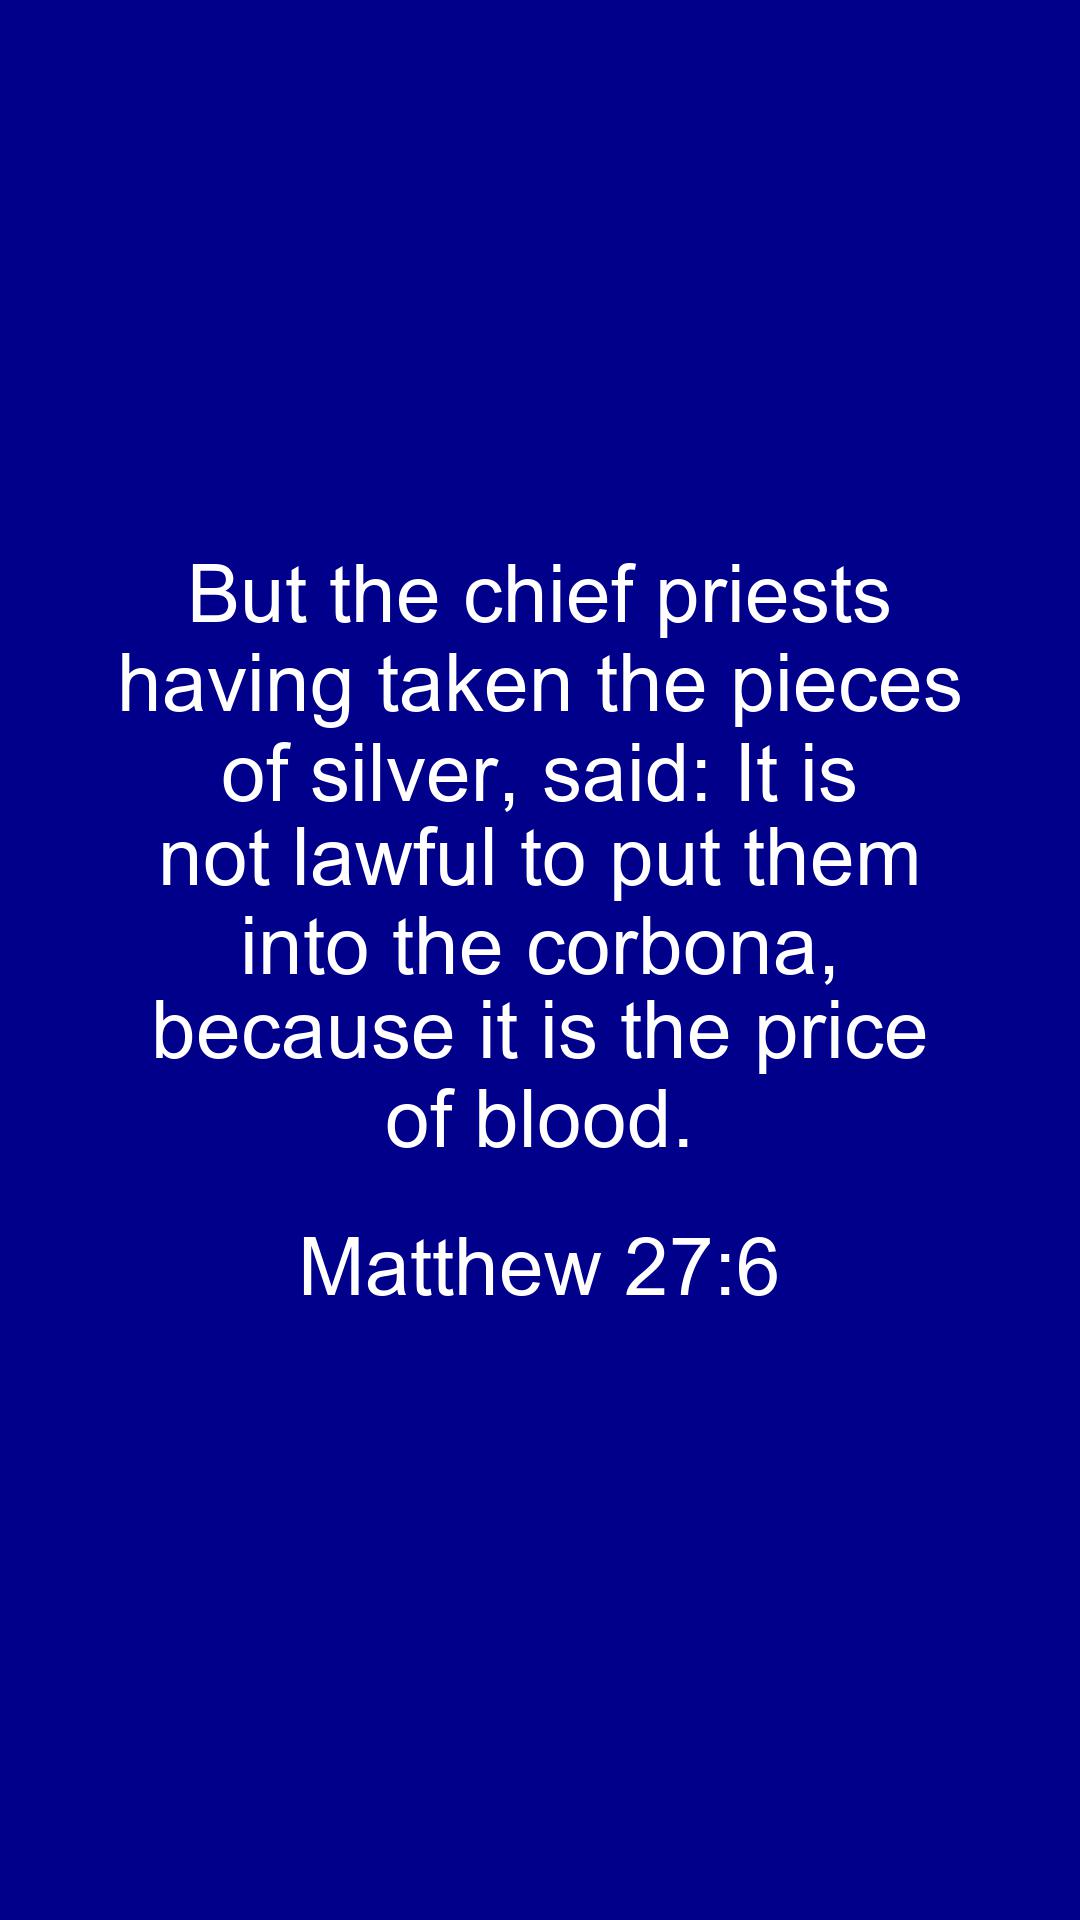 But the chief priests
having taken the pieces
of silver, said: It is
not lawful to put them
into the corbona,
because it is the price
of blood.
Matthew 27:6